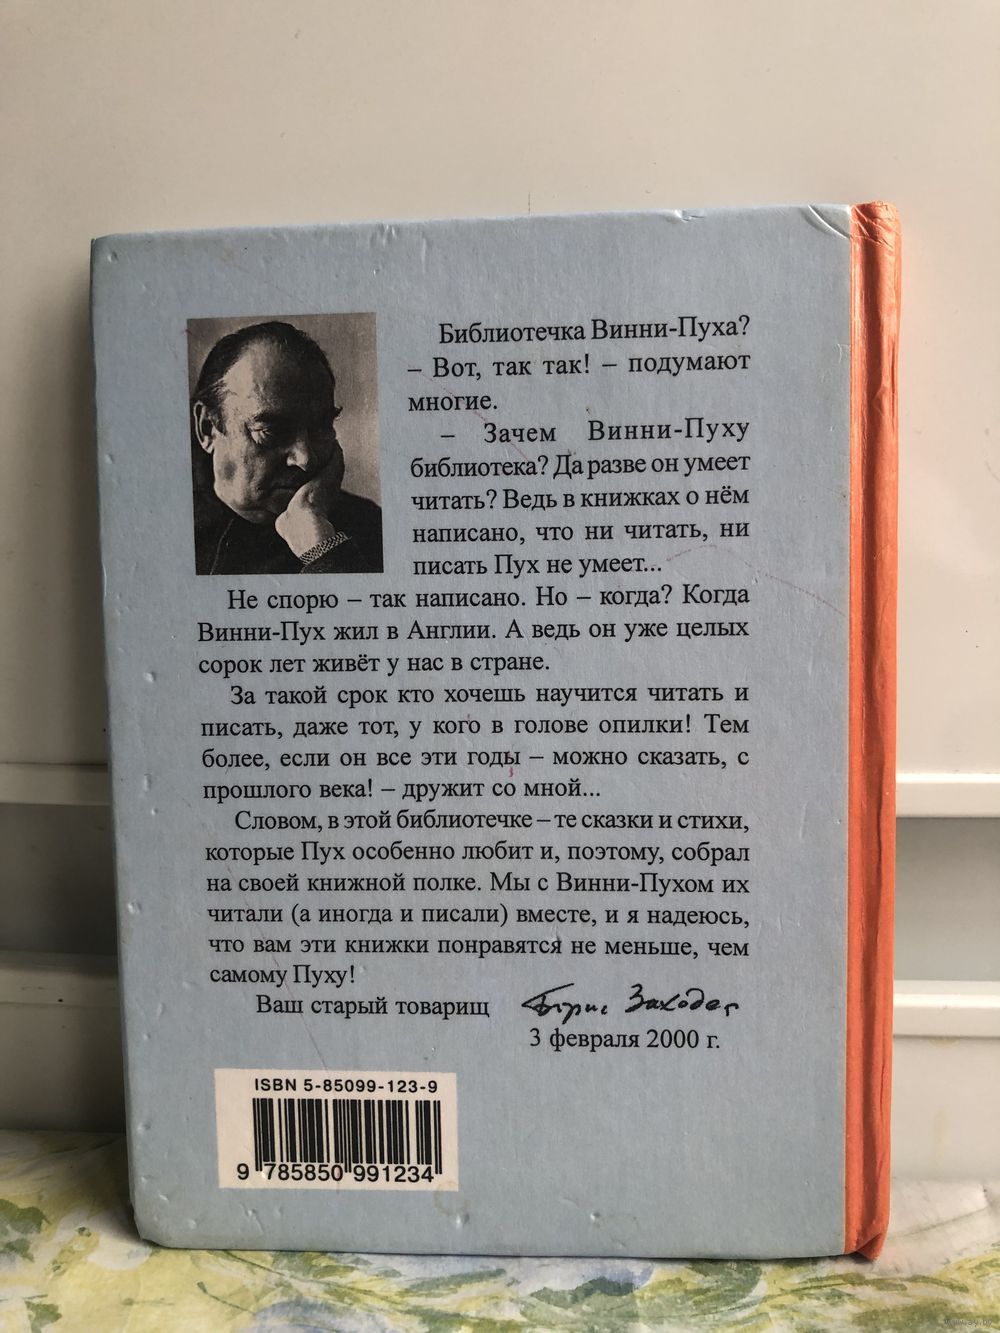 Библиотечка Винни-Пуха?
– Вот, так так! – подумают
многие.
– Зачем Винни-Пуху
библиотека? Да разве он умеет
читать? Ведь в книжках о нём
написано, что ни читать, ни
писать Пух не умеет...
Не спорю – так написано. Но – когда? Когда
Винни-Пух жил в Англии. А ведь он уже целых
сорок лет живёт у нас в стране.
За такой срок кто хочешь научится читать и
писать, даже тот, у кого в голове опилки! Тем
более, если он все эти годы – можно сказать, с
прошлого века! – дружит со мной...
Словом, в этой библиотечке – те сказки и стихи,
которые Пух особенно любит и, поэтому, собрал
на своей книжной полке. Мы с Винни-Пухом их
читали (а иногда и писали) вместе, и я надеюсь,
что вам эти книжки понравятся не меньше, чем
самому Пуху!
Ваш старый товарищ Борис Заходер
3 февраля 2000 г.
ISBN 5-85099-123-9
9 785850 991234